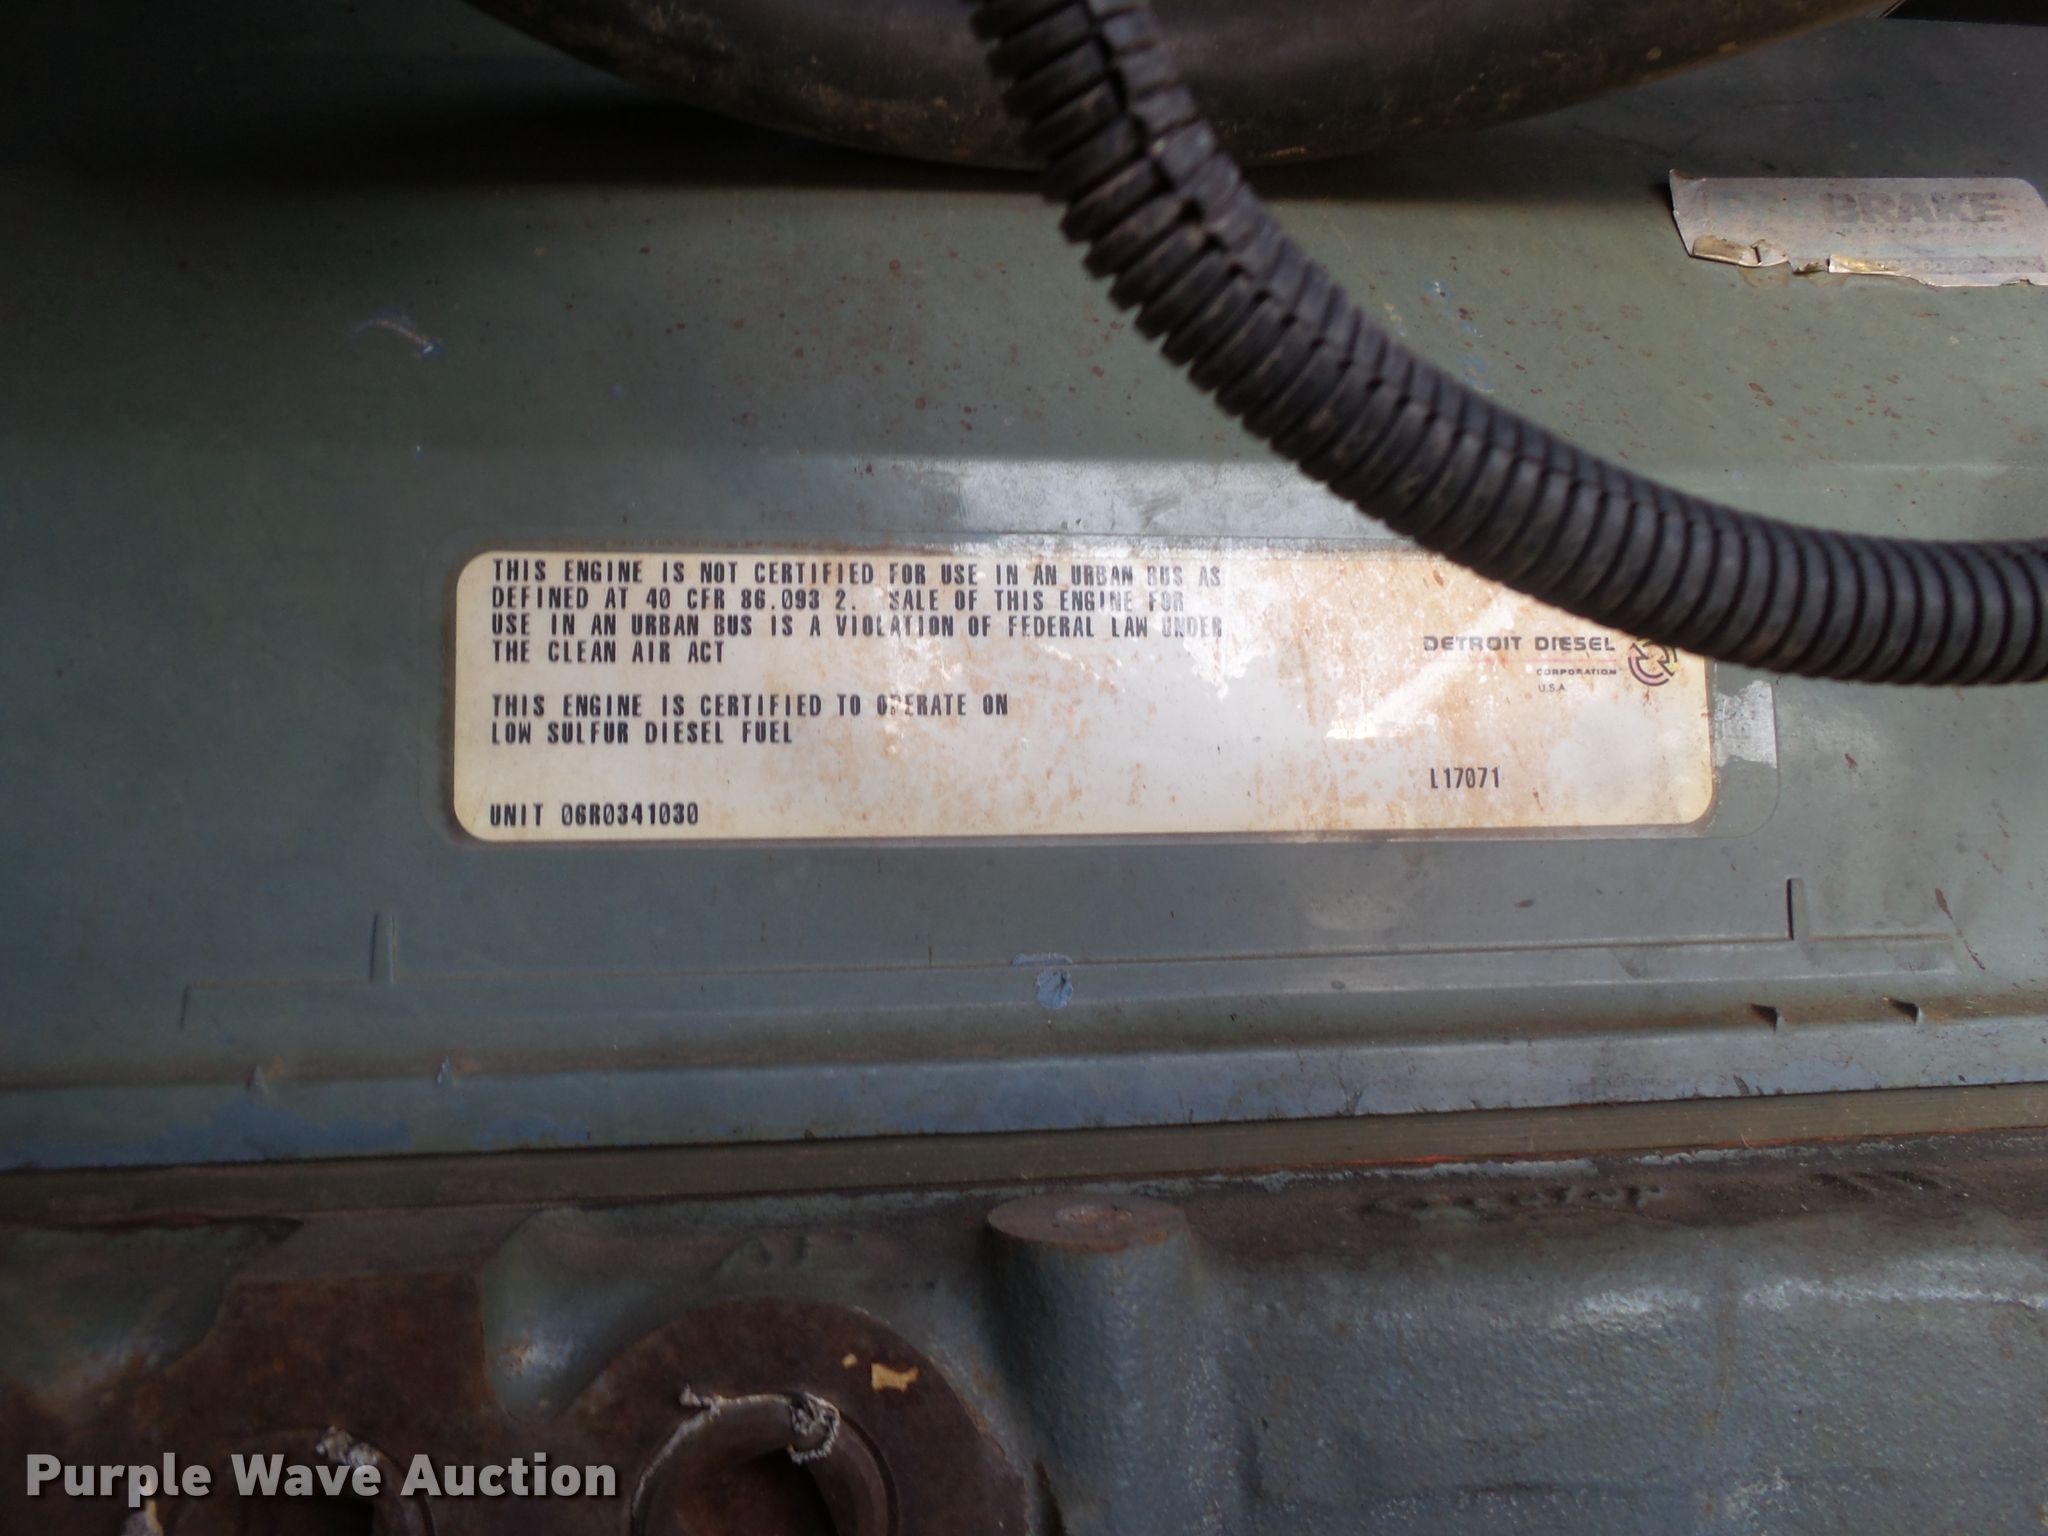 BRAKE
THIS ENGINE IS NOT CERTIFIED FOR USE IN AN URBAN BUS AS
DEFINED AT 40 CFR 86.093 2. SALE OF THIS ENGINE FOR
USE IN AN URBAN BUS IS A VIOLATION OF FEDERAL LAW UNDER
THE CLEAN AIR ACT
THIS ENGINE IS CERTIFIED TO OPERATE ON
LOW SULFUR DIESEL FUEL
UNIT 06R0341030
DETROIT DIESEL
CORPORATION
U.S.A.
L17071
Purple Wave Auction